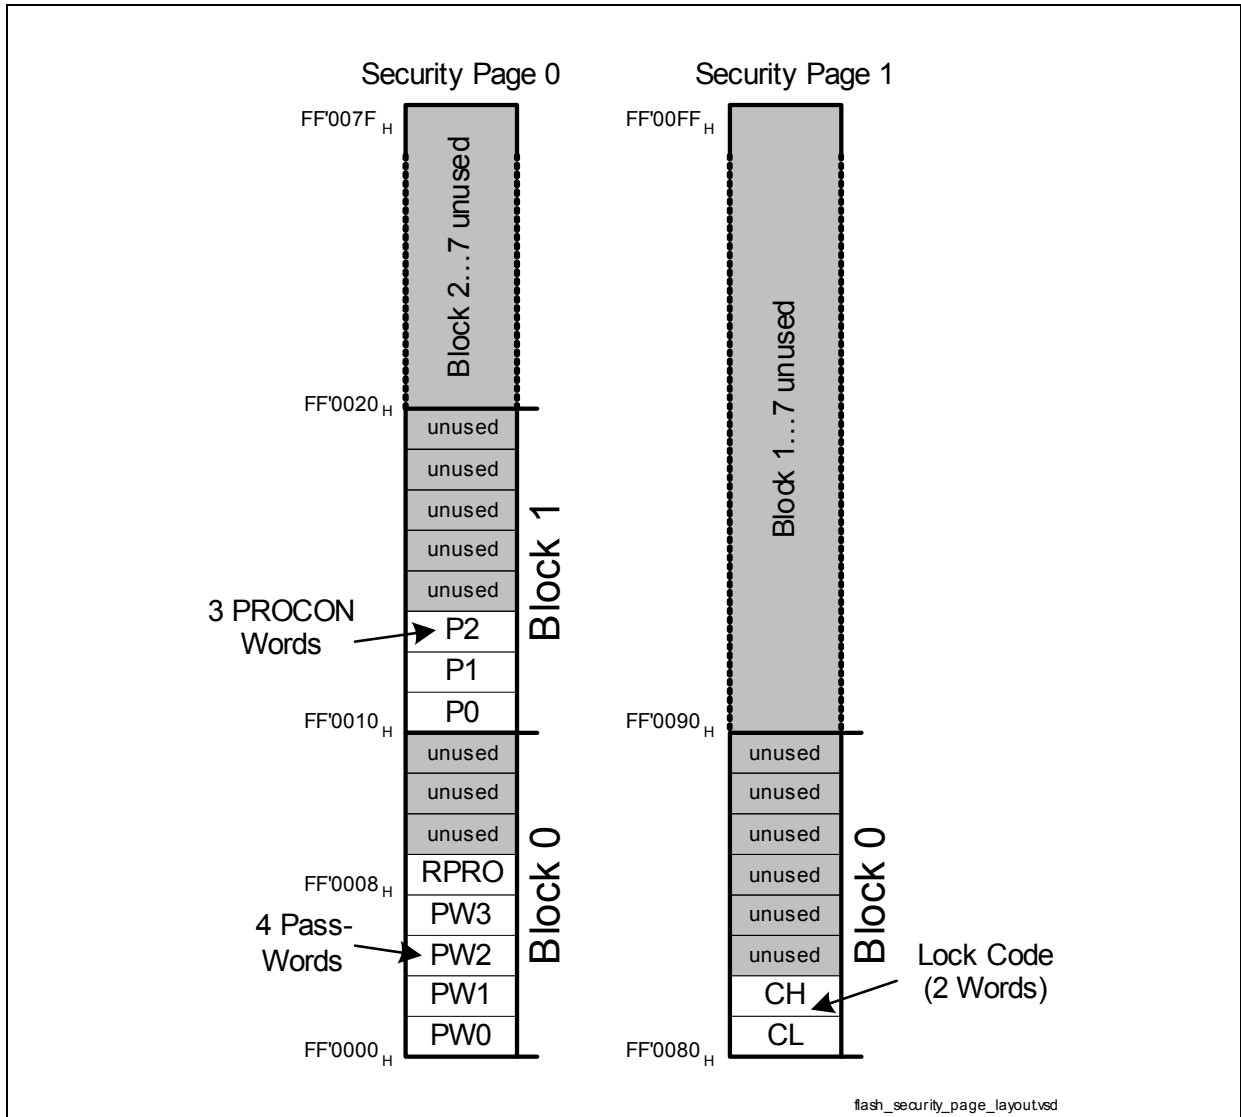 Security Page 0
Security Page 1
FF'007F H
FF'00FF H
Block 2...7 unused
Block 1...7 unused
FF'0020 H
unused
unused
unused
unused
unused
Block 1
3 PROCON
Words
P2
P1
P0
FF'0010 H
FF'0090 H
unused
unused
unused
RPRO
FF'0008 H
PW3
4 Pass-
Words
PW2
PW1
PW0
FF'0000 H
Block 0
unused
unused
unused
unused
unused
unused
Block 0
Lock Code
(2 Words)
CH
CL
FF'0080 H
flash_security_page_layout.vsd